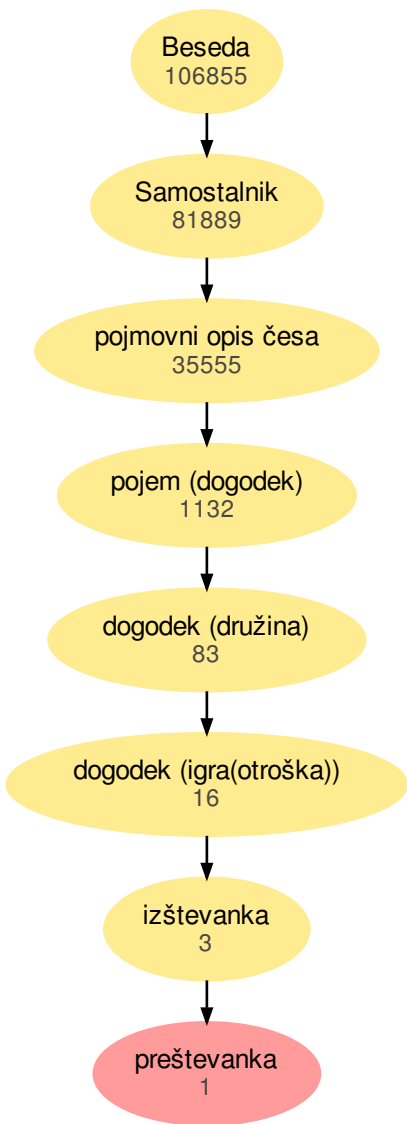 Beseda
106855
Samostalnik
81889
pojmovni opis česa
35555
pojem (dogodek)
1132
dogodek (družina)
83
dogodek (igra(otroška))
16
izštevanka
3
preštevanka
1